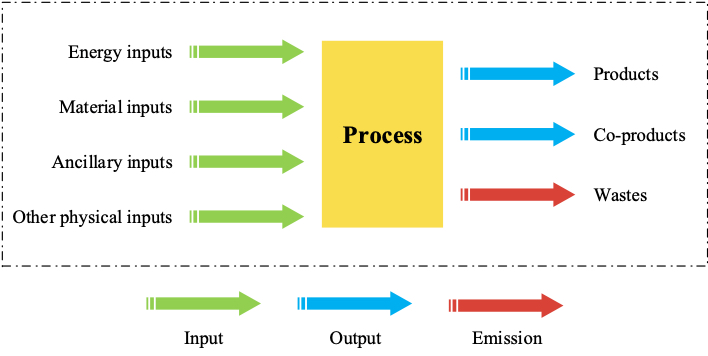 Energy inputs
Material inputs
Ancillary inputs
Other physical inputs
Process
Products
Co-products
Wastes
Input
Output
Emission